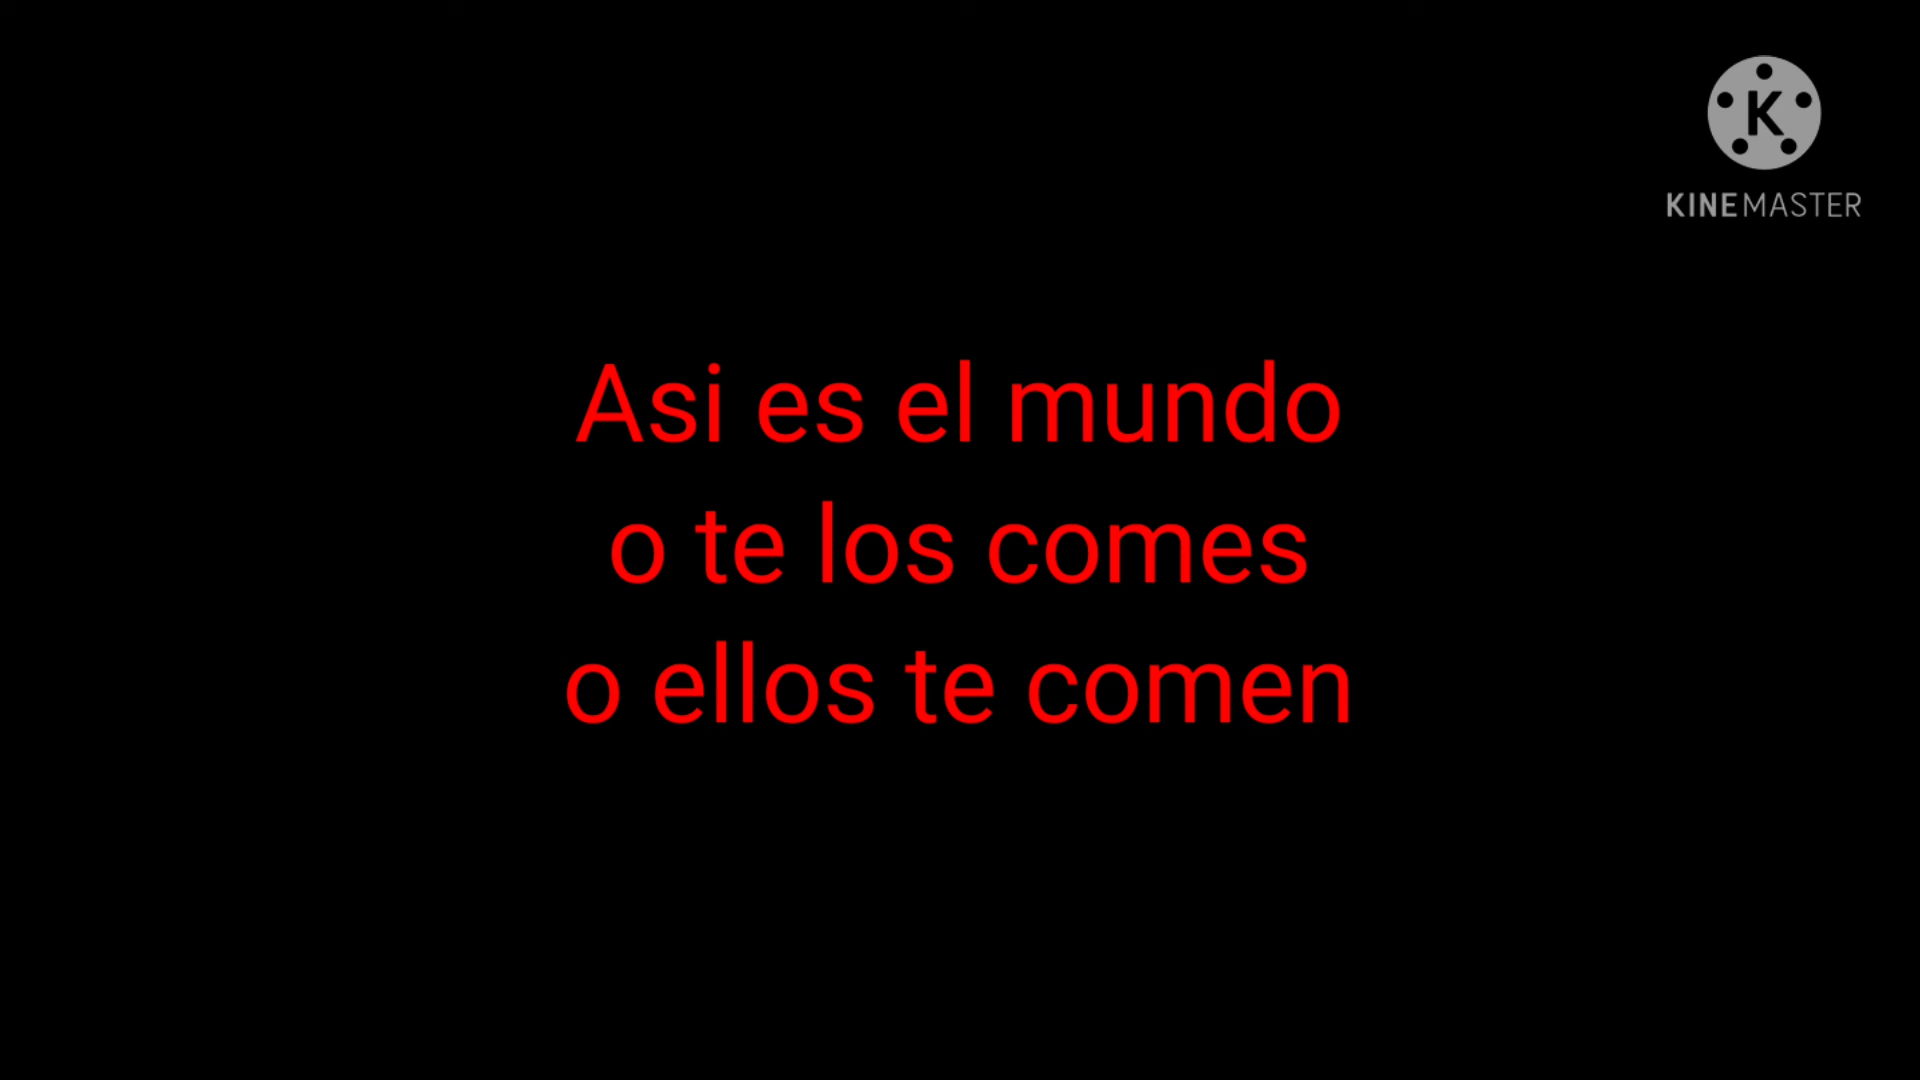 K
KINEMASTER
Asi es el mundo
o te los comes
o ellos te comen